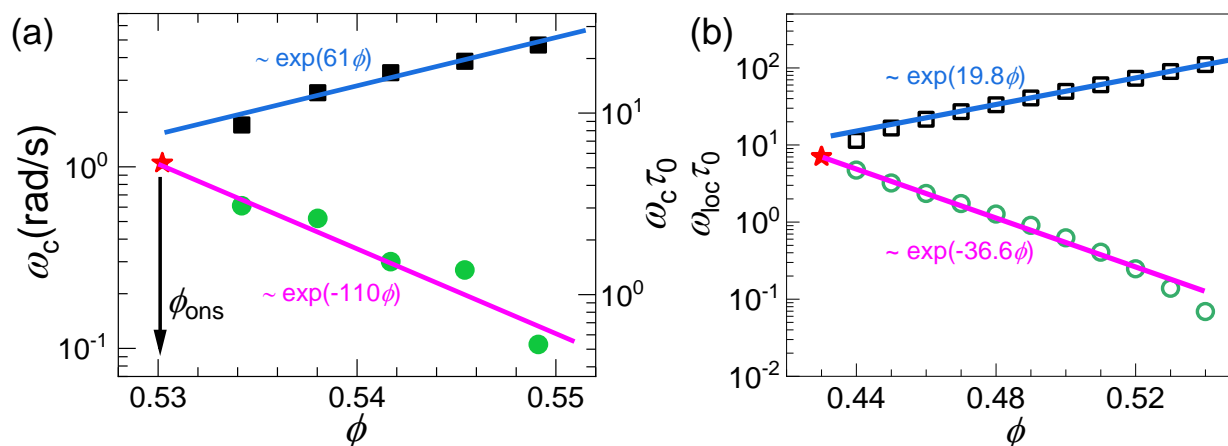 (a)
ω_c(rad/s)
10^0
10^-1
~ exp(61ϕ)
~ exp(-110ϕ)
ϕ_ons
10^1
10^0
0.53
0.54
0.55
ϕ
(b)
ω_c τ_0
ω_loc τ_0
10^2
10^1
10^0
10^-1
10^-2
~ exp(19.8ϕ)
~ exp(-36.6ϕ)
0.44
0.48
0.52
ϕ